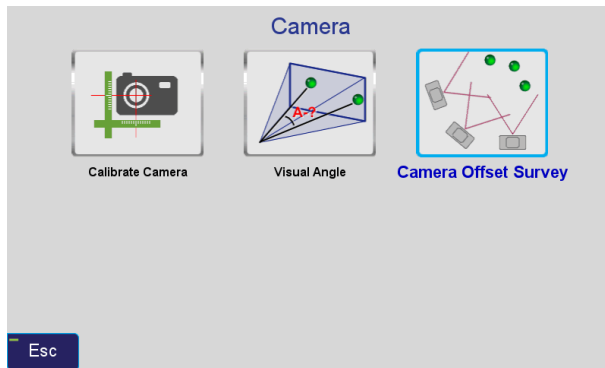 Camera
A-?
Calibrate Camera
Visual Angle
Camera Offset Survey
Esc